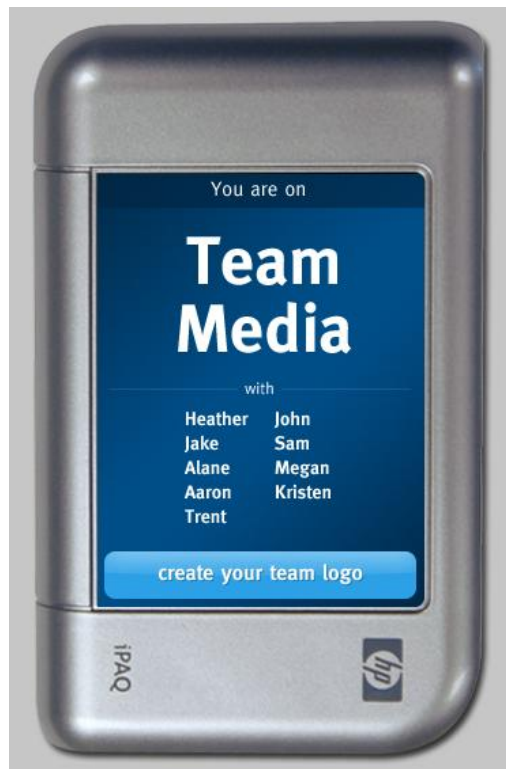 You are on
Team
Media
with
Heather John
Jake Sam
Alane Megan
Aaron Kristen
Trent
create your team logo
iPAQ
hp